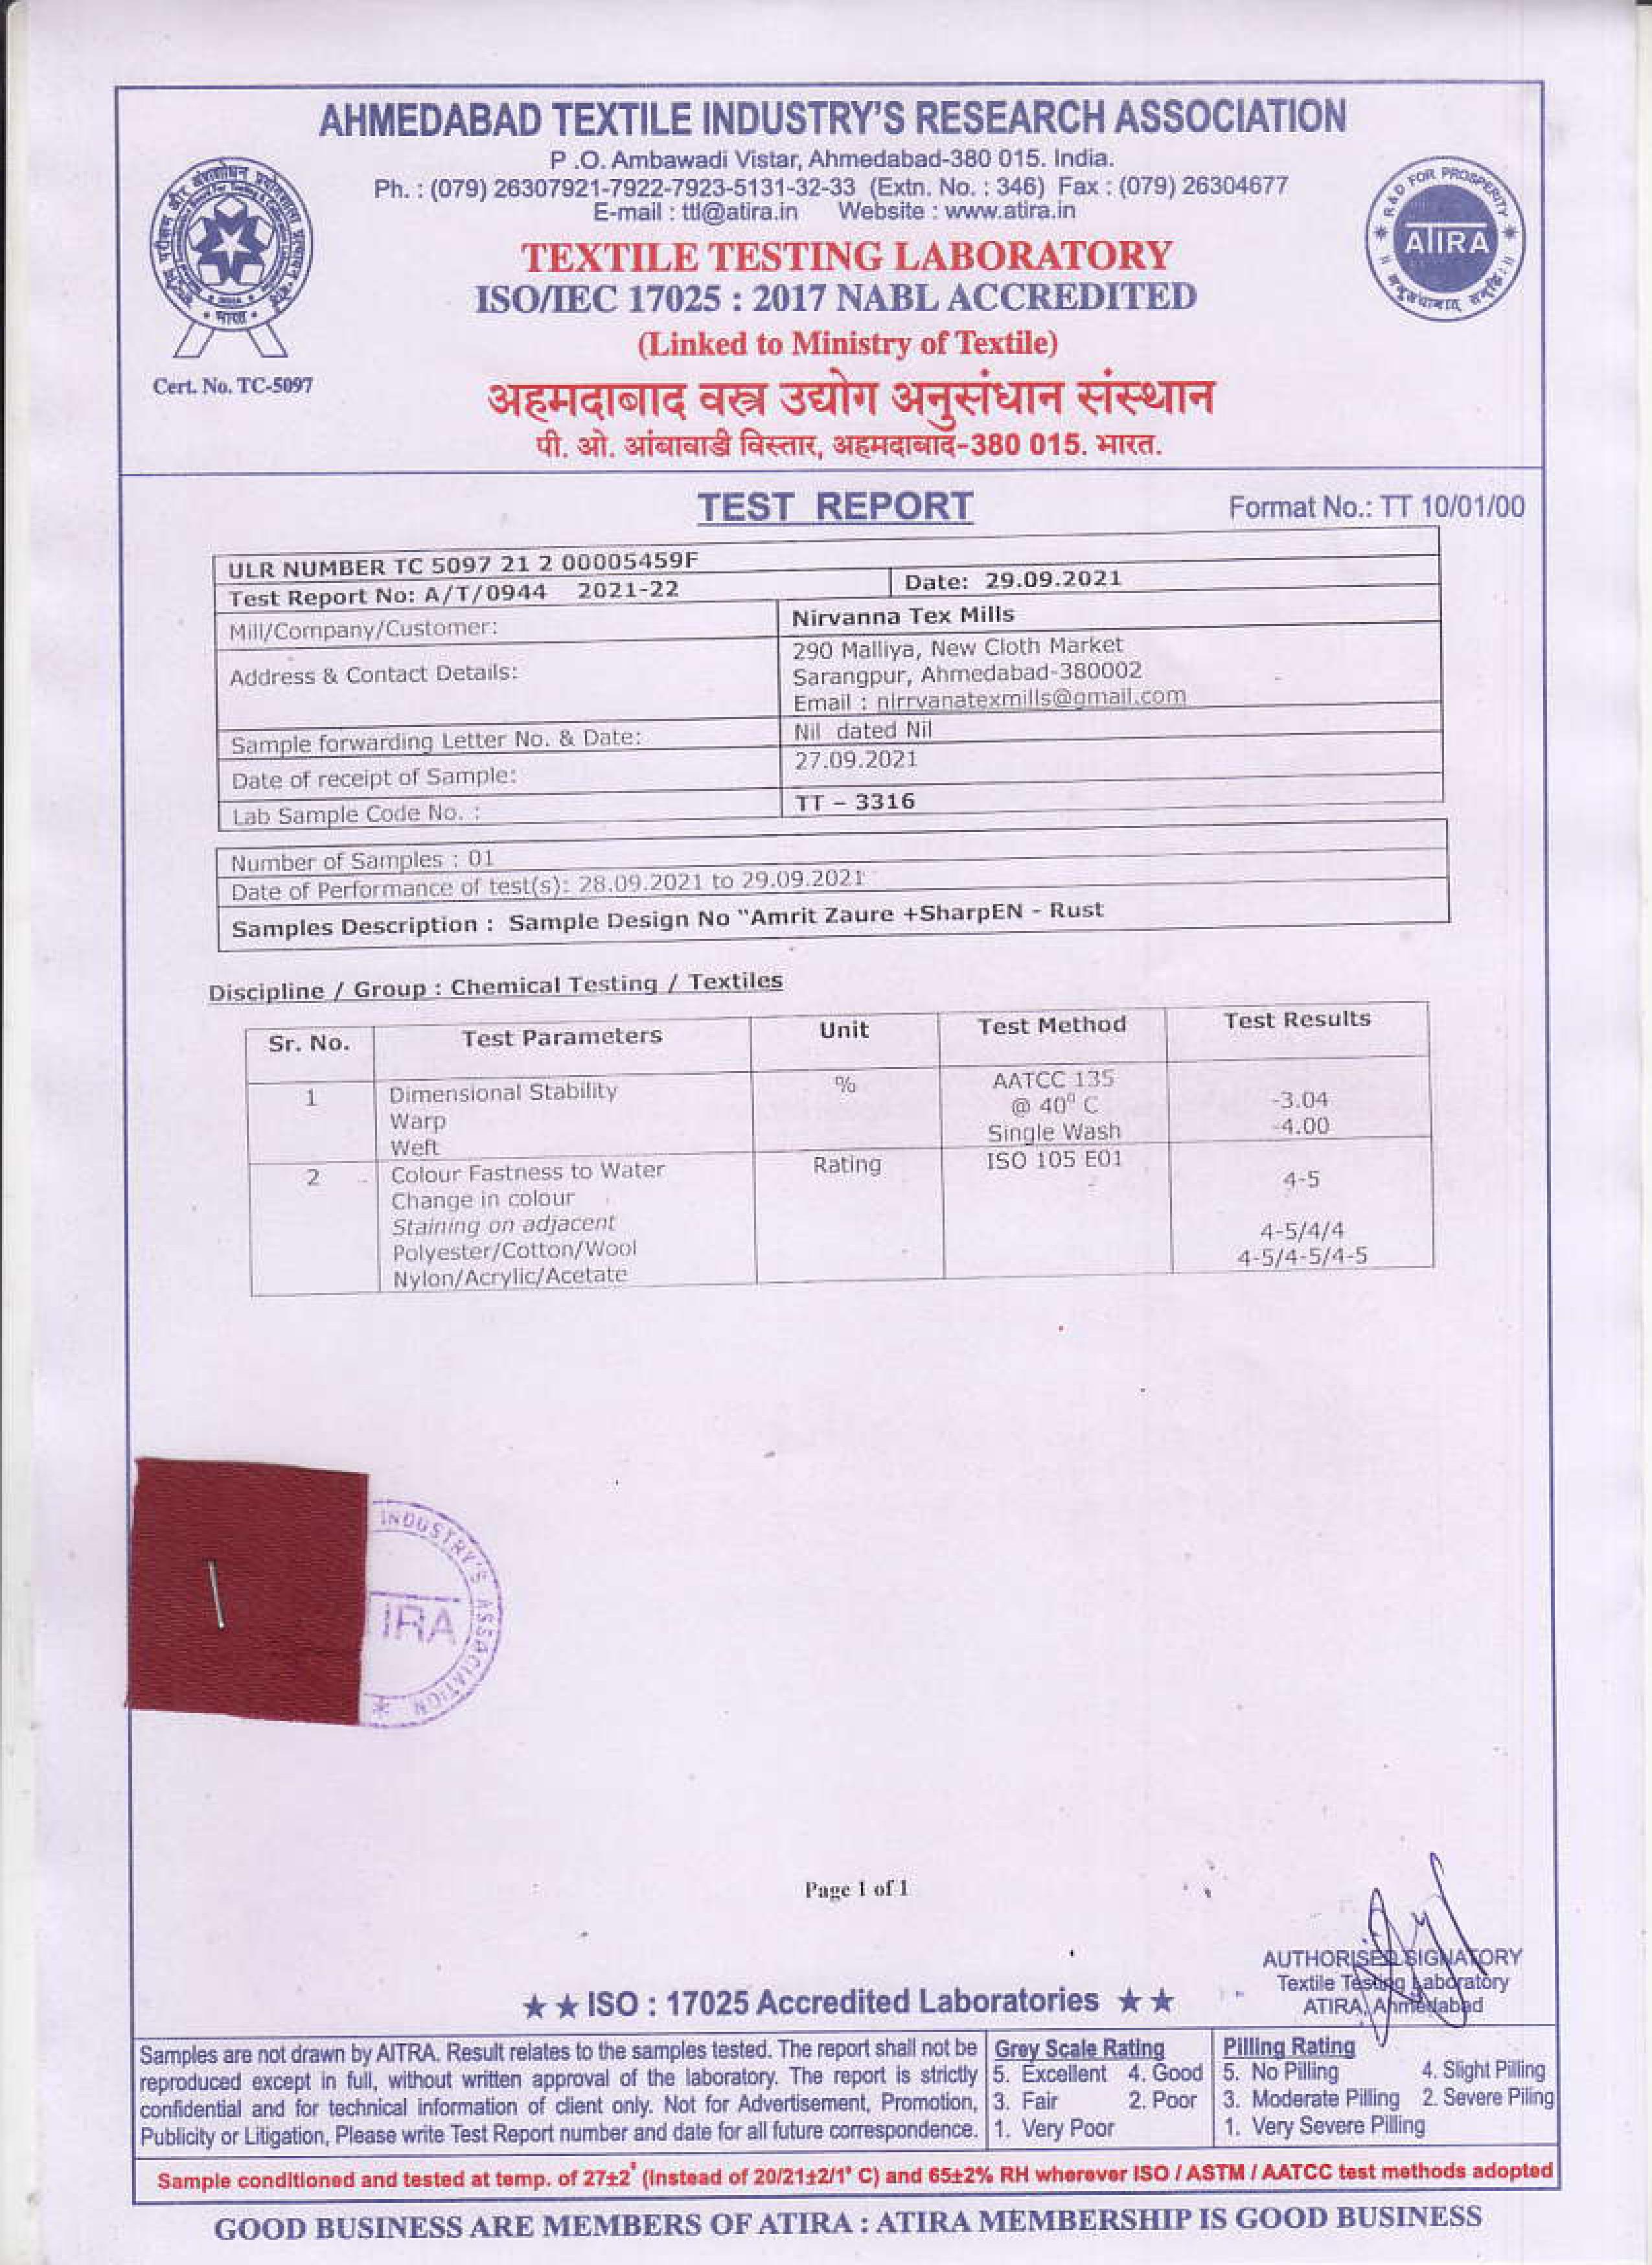 AHMEDABAD TEXTILE INDUSTRY'S RESEARCH ASSOCIATION
P .O. Ambawadi Vistar, Ahmedabad-380 015. India.
Ph. : (079) 26307921-7922-7923-5131-32-33 (Extn. No. : 346) Fax : (079) 26304677
E-mail : ttl@atira.in Website : www.atira.in
TEXTILE TESTING LABORATORY
ISO/IEC 17025 : 2017 NABL ACCREDITED
(Linked to Ministry of Textile)
Cert. No. TC-5097
R & D FOR PROSPERITY
ATIRA
अहमदाबाद वस्त्र उद्योग अनुसंधान संस्थान
पी. ओ. आंबावाडी विस्तार, अहमदाबाद-380 015. भारत.
TEST REPORT
Format No.: TT 10/01/00
ULR NUMBER TC 5097 21 2 00005459F
Test Report No: A/T/0944 2021-22 Date: 29.09.2021
Mill/Company/Customer: Nirvanna Tex Mills
Address & Contact Details: 290 Malliya, New Cloth Market
Sarangpur, Ahmedabad-380002
Email : nirrvanatexmills@gmail.com
Sample forwarding Letter No. & Date: Nil dated Nil
Date of receipt of Sample: 27.09.2021
Lab Sample Code No. : TT – 3316
Number of Samples : 01
Date of Performance of test(s): 28.09.2021 to 29.09.2021
Samples Description : Sample Design No "Amrit Zaure +SharpEN - Rust
Discipline / Group : Chemical Testing / Textiles
Sr. No. Test Parameters Unit Test Method Test Results
1 Dimensional Stability % AATCC 135
Warp @ 40⁰ C -3.04
Weft Single Wash -4.00
2 Colour Fastness to Water Rating ISO 105 E01
Change in colour 4-5
Staining on adjacent
Polyester/Cotton/Wool 4-5/4/4
Nylon/Acrylic/Acetate 4-5/4-5/4-5
INDUSTRY'S ASSOCIATION
IRA
Page 1 of 1
AUTHORISED SIGNATORY
Textile Testing Laboratory
ATIRA, Ahmedabad
★ ★ ISO : 17025 Accredited Laboratories ★ ★
Samples are not drawn by AITRA. Result relates to the samples tested. The report shall not be
reproduced except in full, without written approval of the laboratory. The report is strictly
confidential and for technical information of client only. Not for Advertisement, Promotion,
Publicity or Litigation, Please write Test Report number and date for all future correspondence.
Grey Scale Rating
5. Excellent 4. Good
3. Fair 2. Poor
1. Very Poor
Pilling Rating
5. No Pilling 4. Slight Pilling
3. Moderate Pilling 2. Severe Piling
1. Very Severe Pilling
Sample conditioned and tested at temp. of 27±2° (instead of 20/21±2/1° C) and 65±2% RH wherever ISO / ASTM / AATCC test methods adopted
GOOD BUSINESS ARE MEMBERS OF ATIRA : ATIRA MEMBERSHIP IS GOOD BUSINESS